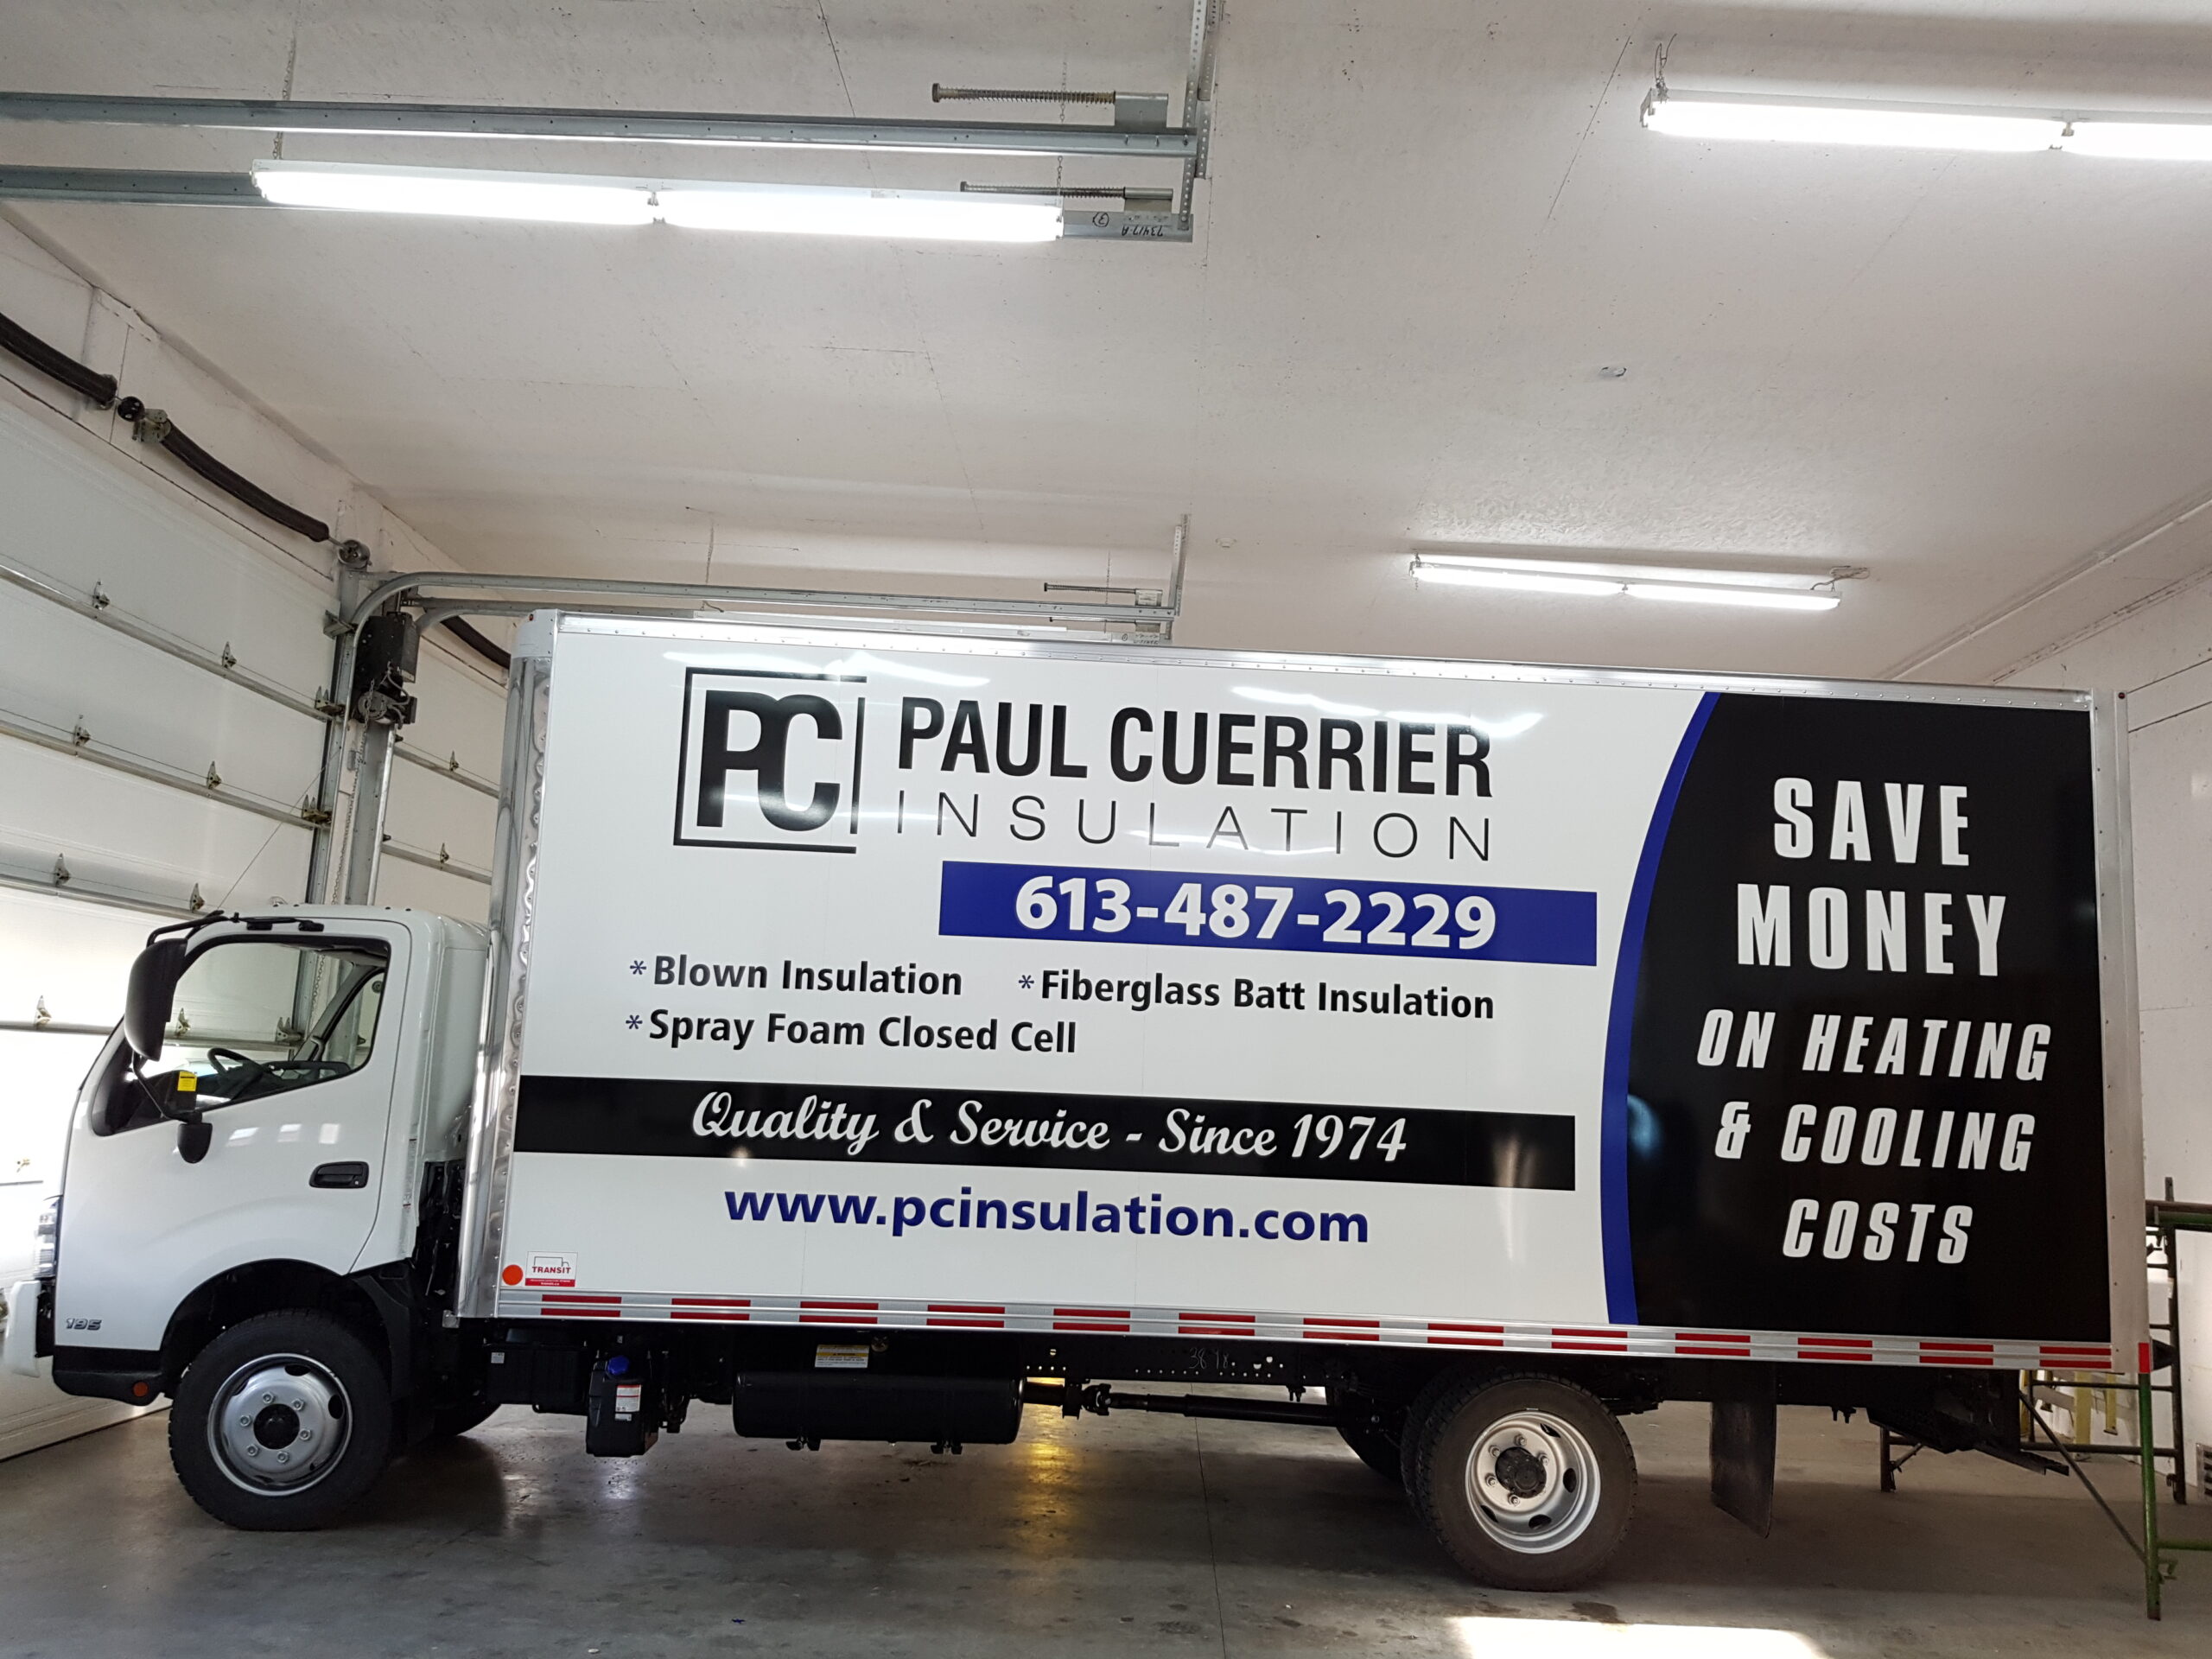 PC
PAUL CUERRIER
INSULATION
613-487-2229
*Blown Insulation *Fiberglass Batt Insulation
*Spray Foam Closed Cell
Quality & Service - Since 1974
www.pcinsulation.com
SAVE
MONEY
ON HEATING
& COOLING
COSTS
TRANSIT
195